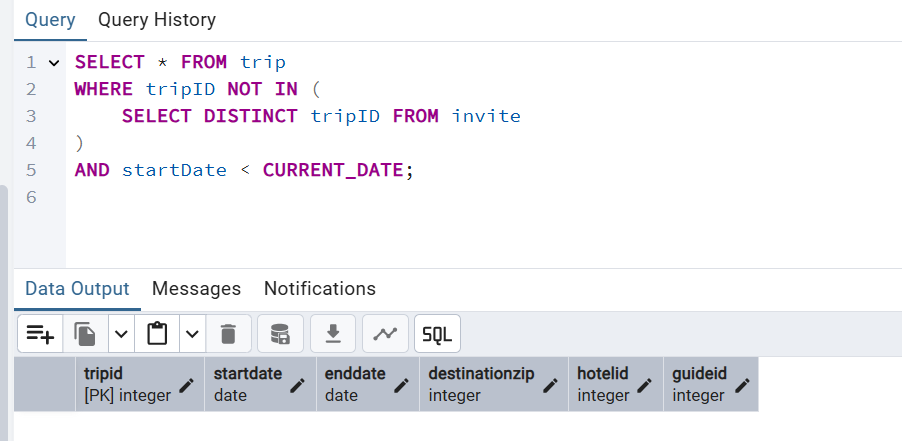 Query Query History
1 SELECT * FROM trip
2 WHERE tripID NOT IN (
3 SELECT DISTINCT tripID FROM invite
4 )
5 AND startDate < CURRENT_DATE;
6
Data Output Messages Notifications
SQL
tripid startdate enddate destinationzip hotelid guideid
[PK] integer date date integer integer integer